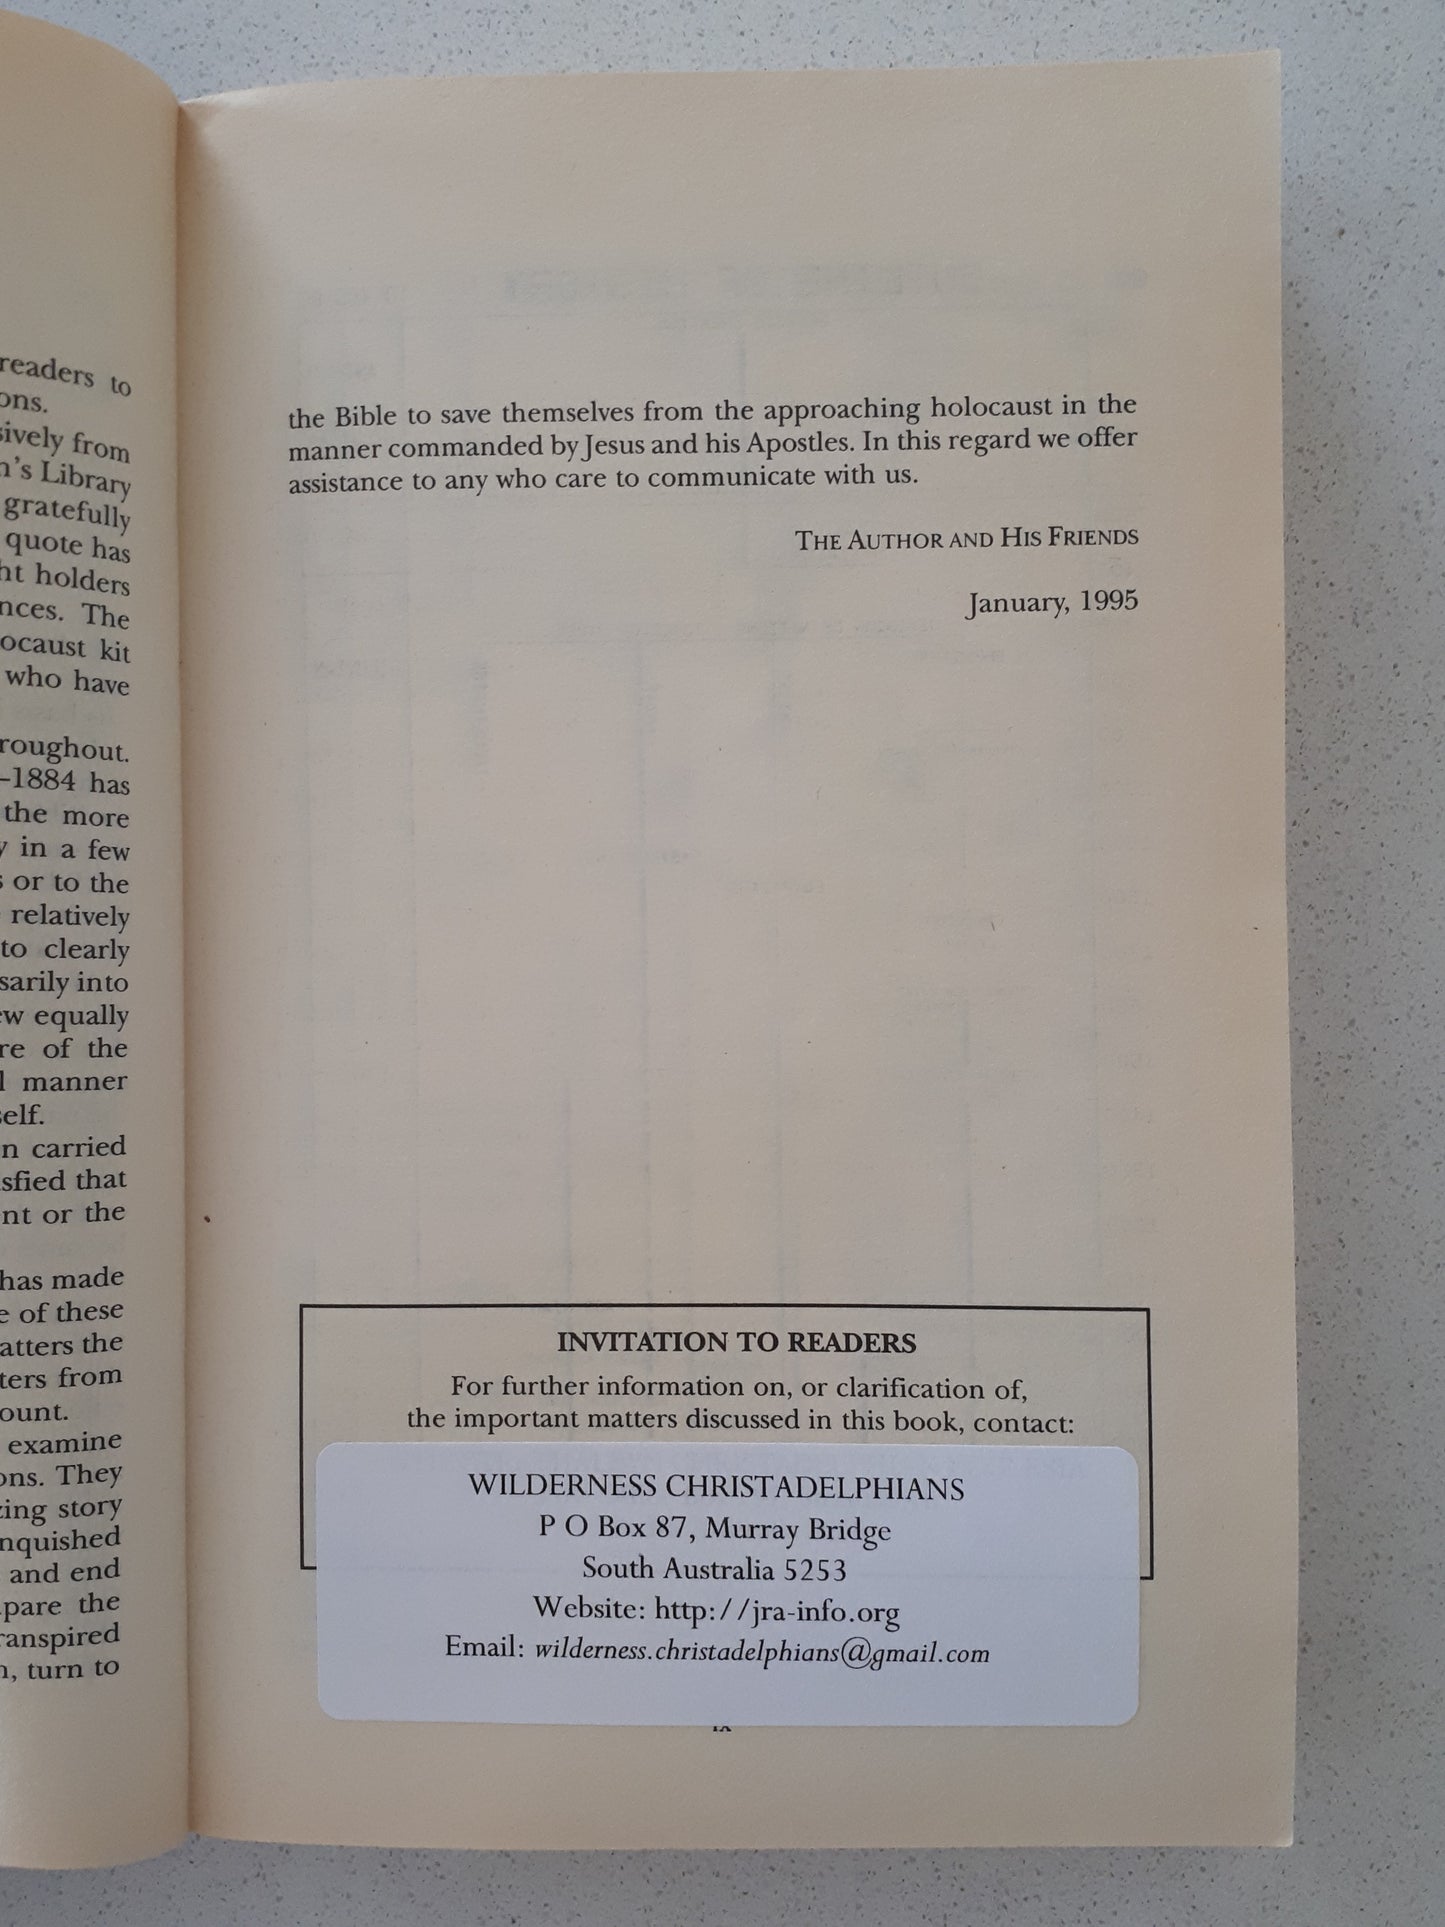 readers to
ons.
sively from
n's Library
gratefully
quote has
ht holders
nces. The
ocaust kit
who have
roughout.
–1884 has
the more
y in a few
s or to the
relatively
to clearly
sarily into
ew equally
re of the
l manner
self.
n carried
sfied that
nt or the
has made
e of these
atters the
ters from
ount.
examine
ons. They
zing story
nquished
and end
pare the
ranspired
n, turn to
the Bible to save themselves from the approaching holocaust in the
manner commanded by Jesus and his Apostles. In this regard we offer
assistance to any who care to communicate with us.
THE AUTHOR AND HIS FRIENDS
January, 1995
INVITATION TO READERS
For further information on, or clarification of,
the important matters discussed in this book, contact:
WILDERNESS CHRISTADELPHIANS
P O Box 87, Murray Bridge
South Australia 5253
Website: http://jra-info.org
Email: wilderness.christadelphians@gmail.com